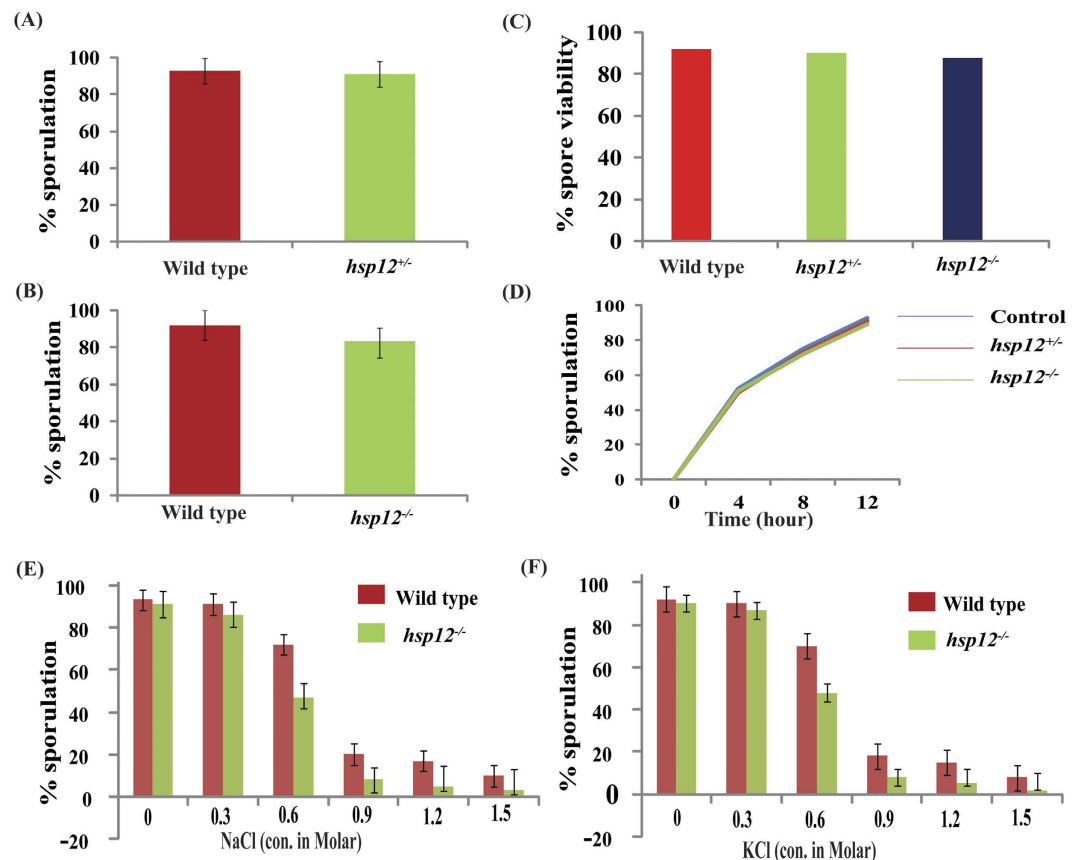 (A)
% sporulation
100
80
60
40
20
0
Wild type
hsp12+/-
(B)
% sporulation
100
80
60
40
20
0
Wild type
hsp12-/-
(C)
% spore viability
100
80
60
40
20
0
Wild type
hsp12+/-
hsp12-/-
(D)
% sporulation
100
80
60
40
20
0
0 4 8 12
Time (hour)
Control
hsp12+/-
hsp12-/-
(E)
% sporulation
100
80
60
40
20
0
−20
0 0.3 0.6 0.9 1.2 1.5
NaCl (con. in Molar)
Wild type
hsp12-/-
(F)
% sporulation
100
80
60
40
20
0
−20
0 0.3 0.6 0.9 1.2 1.5
KCl (con. in Molar)
Wild type
hsp12-/-